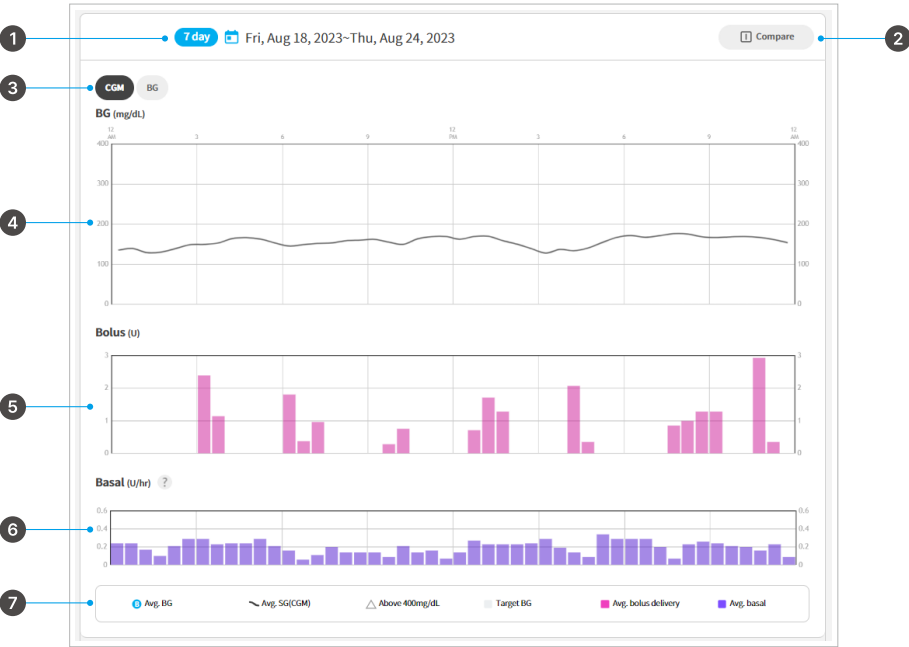 1 7 day Fri, Aug 18, 2023~Thu, Aug 24, 2023 Compare 2
3 CGM BG
BG (mg/dL)
12 AM 3 6 9 12 PM 3 6 9 12 AM
400 400
300 300
4 200 200
100 100
0 0
Bolus (U)
3 3
2 2
5 1 1
0 0
Basal (U/hr) ?
0.6 0.6
6 0.4 0.4
0.2 0.2
0 0
7 B Avg. BG Avg. SG(CGM) Above 400mg/dL Target BG Avg. bolus delivery Avg. basal